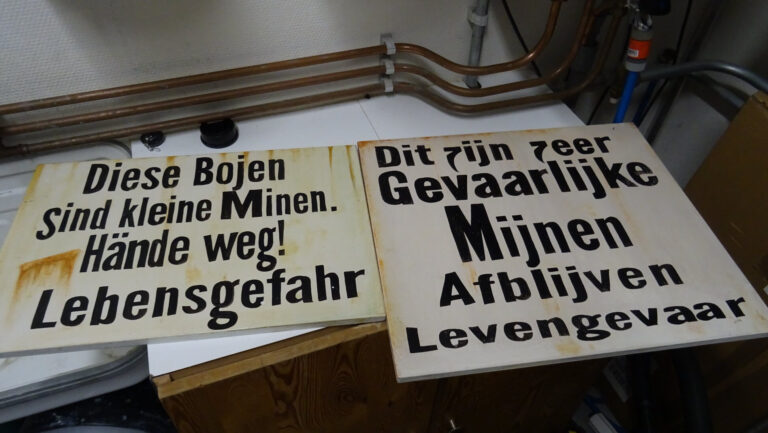 Diese Bojen
Sind kleine Minen.
Hände weg!
Lebensgefahr
Dit zijn zeer
Gevaarlijke
Mijnen
Afblijven
Levengevaar